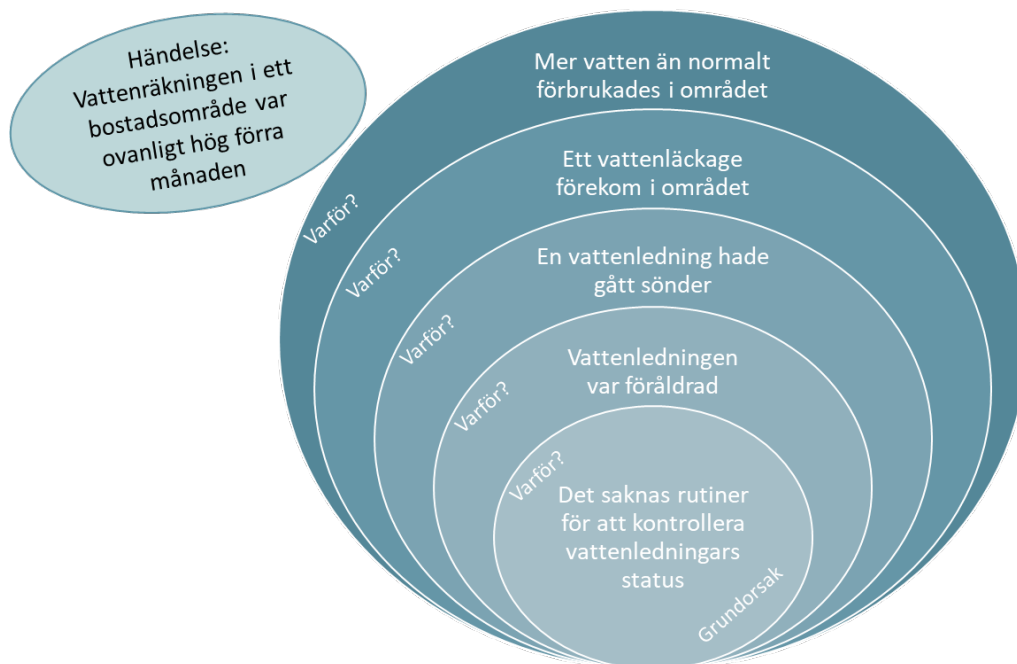 Händelse:
Vattenräkningen i ett
bostadsområde var
ovanligt hög förra
månaden
Mer vatten än normalt
förbrukades i området
Varför?
Ett vattenläckage
förekom i området
Varför?
En vattenledning hade
gått sönder
Varför?
Vattenledningen
var föråldrad
Varför?
Det saknas rutiner
för att kontrollera
vattenledningars
status
Varför?
Grundorsak